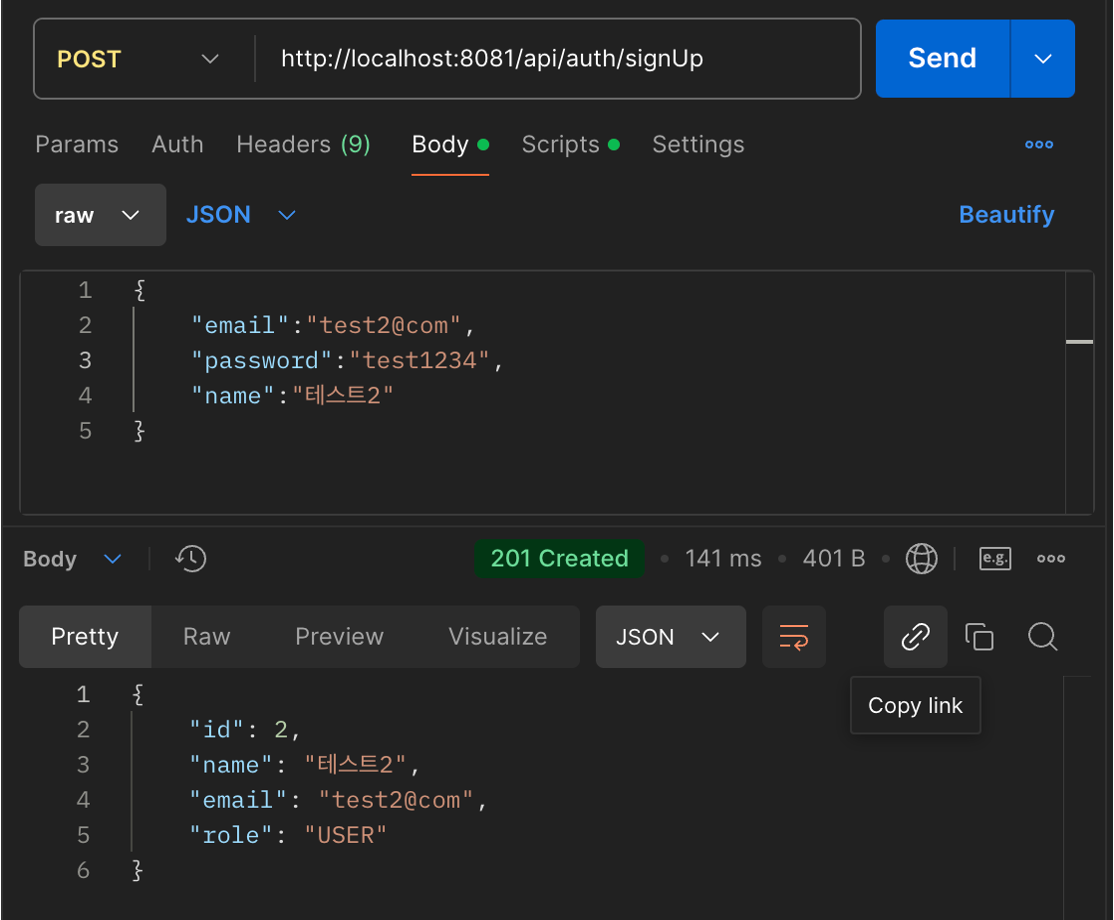 POST http://localhost:8081/api/auth/signUp Send
Params Auth Headers (9) Body Scripts Settings
raw JSON Beautify
1 {
2 "email":"test2@com",
3 "password":"test1234",
4 "name":"테스트2"
5 }
Body 201 Created 141 ms 401 B e.g.
Pretty Raw Preview Visualize JSON
Copy link
1 {
2 "id": 2,
3 "name": "테스트2",
4 "email": "test2@com",
5 "role": "USER"
6 }